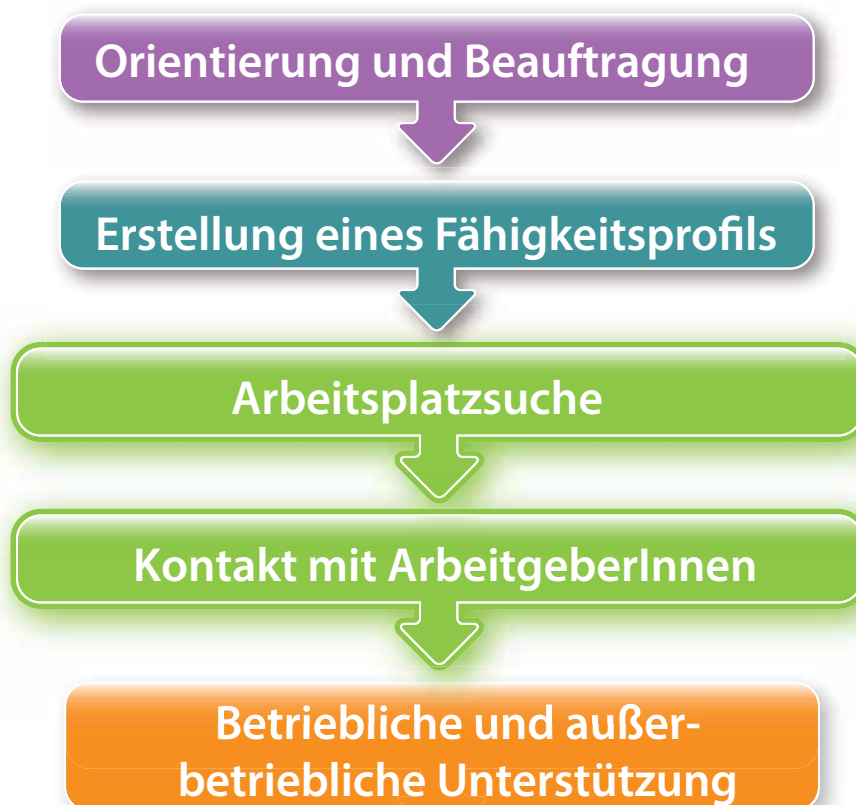 Orientierung und Beauftragung
Erstellung eines Fähigkeitsprofils
Arbeitsplatzsuche
Kontakt mit ArbeitgeberInnen
Betriebliche und außer-
betriebliche Unterstützung